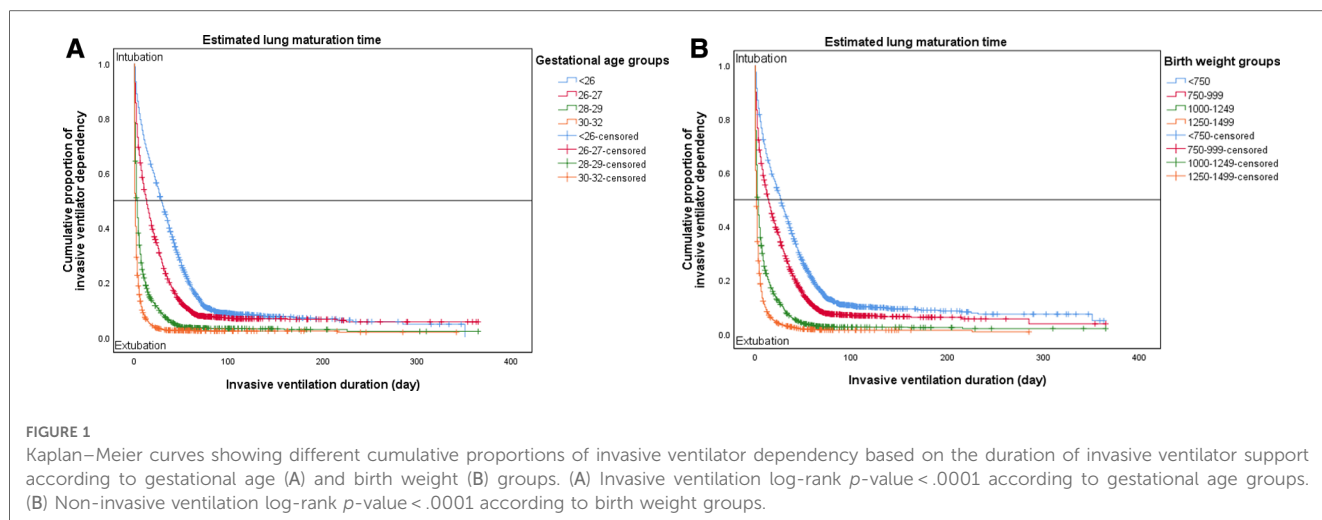 A
Estimated lung maturation time
Intubation
Cumulative proportion of
invasive ventilator dependency
1.0
0.8
0.6
0.4
0.2
0.0
Extubation
0
100
200
300
400
Invasive ventilation duration (day)
Gestational age groups
<26
26-27
28-29
30-32
<26-censored
26-27-censored
28-29-censored
30-32-censored
B
Estimated lung maturation time
Intubation
Cumulative proportion of
invasive ventilator dependency
1.0
0.8
0.6
0.4
0.2
0.0
Extubation
0
100
200
300
400
Invasive ventilation duration (day)
Birth weight groups
<750
750-999
1000-1249
1250-1499
<750-censored
750-999-censored
1000-1249-censored
1250-1499-censored
FIGURE 1
Kaplan–Meier curves showing different cumulative proportions of invasive ventilator dependency based on the duration of invasive ventilator support
according to gestational age (A) and birth weight (B) groups. (A) Invasive ventilation log-rank p-value < .0001 according to gestational age groups.
(B) Non-invasive ventilation log-rank p-value < .0001 according to birth weight groups.